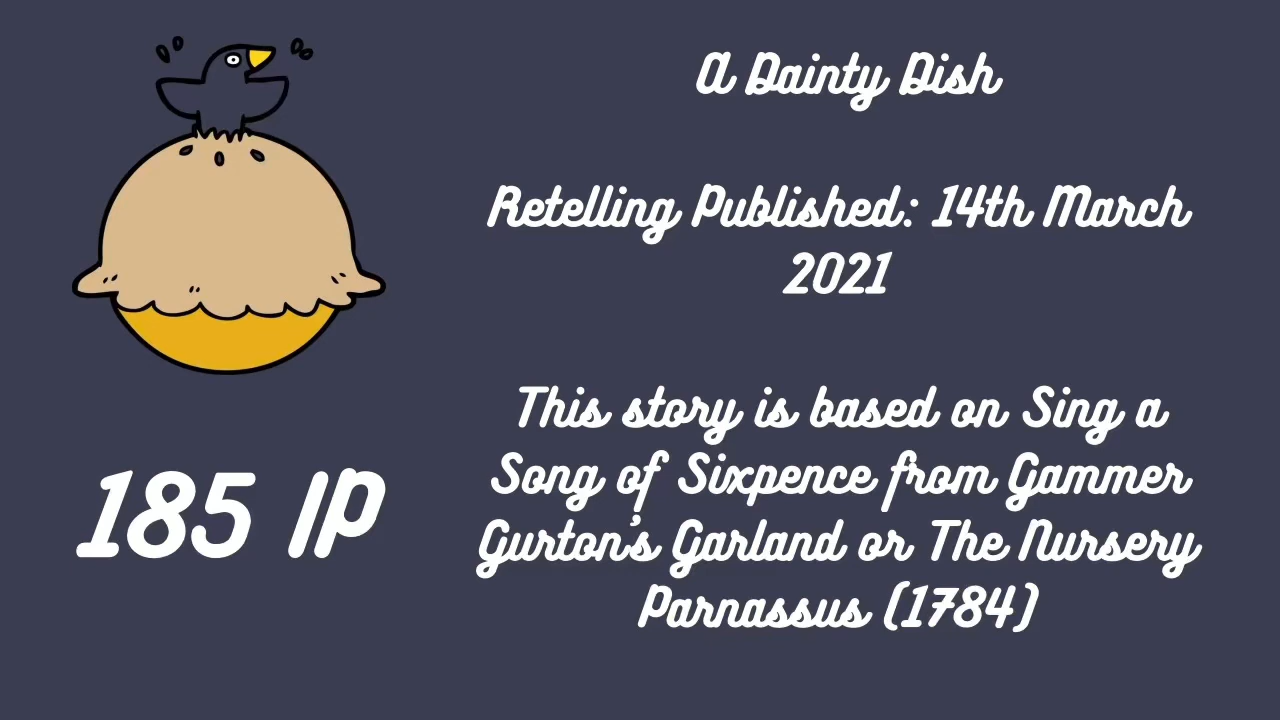 A Dainty Dish
Retelling Published: 14th March
2021
This story is based on Sing a
Song of Sixpence from Gammer
Gurton's Garland or The Nursery
Parnassus (1784)
185 IP